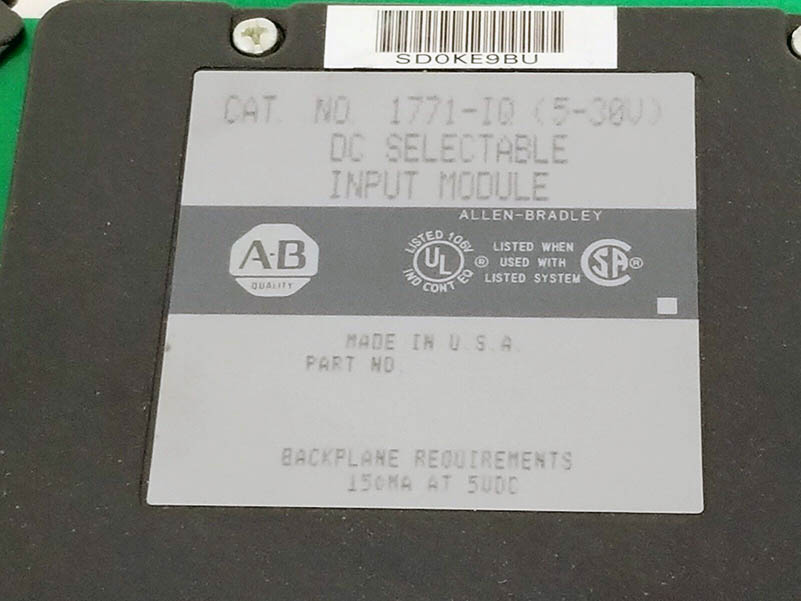 SD0KE9BU
CAT. NO. 1771-IQ (5-30V)
DC SELECTABLE
INPUT MODULE
ALLEN-BRADLEY
A-B
QUALITY
LISTED 106V
UL
IND CONT EQ
®
LISTED WHEN
USED WITH
LISTED SYSTEM
SA®
MADE IN U.S.A.
PART NO.
BACKPLANE REQUIREMENTS
150MA AT 5VDC